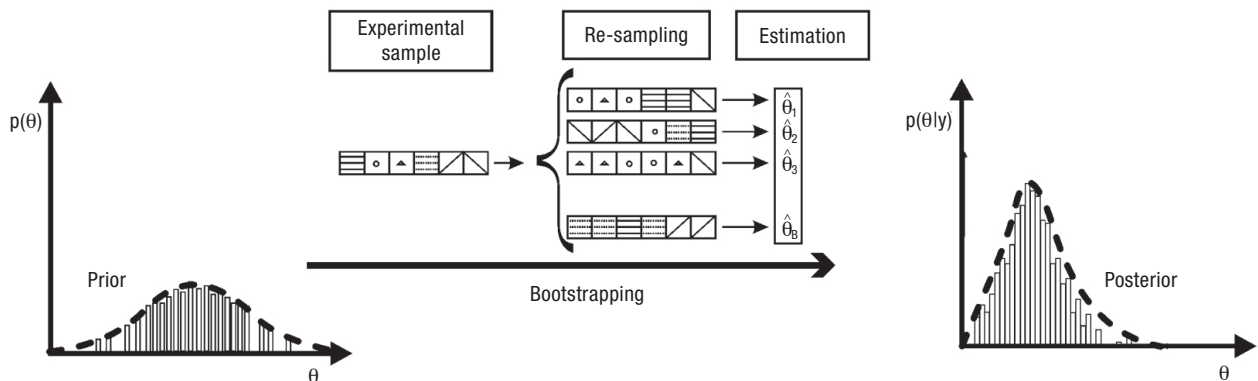 Experimental
sample
Re-sampling
Estimation
p(θ)
Prior
θ
θ̂1
θ̂2
θ̂3
θ̂B
Bootstrapping
p(θ|y)
Posterior
θ